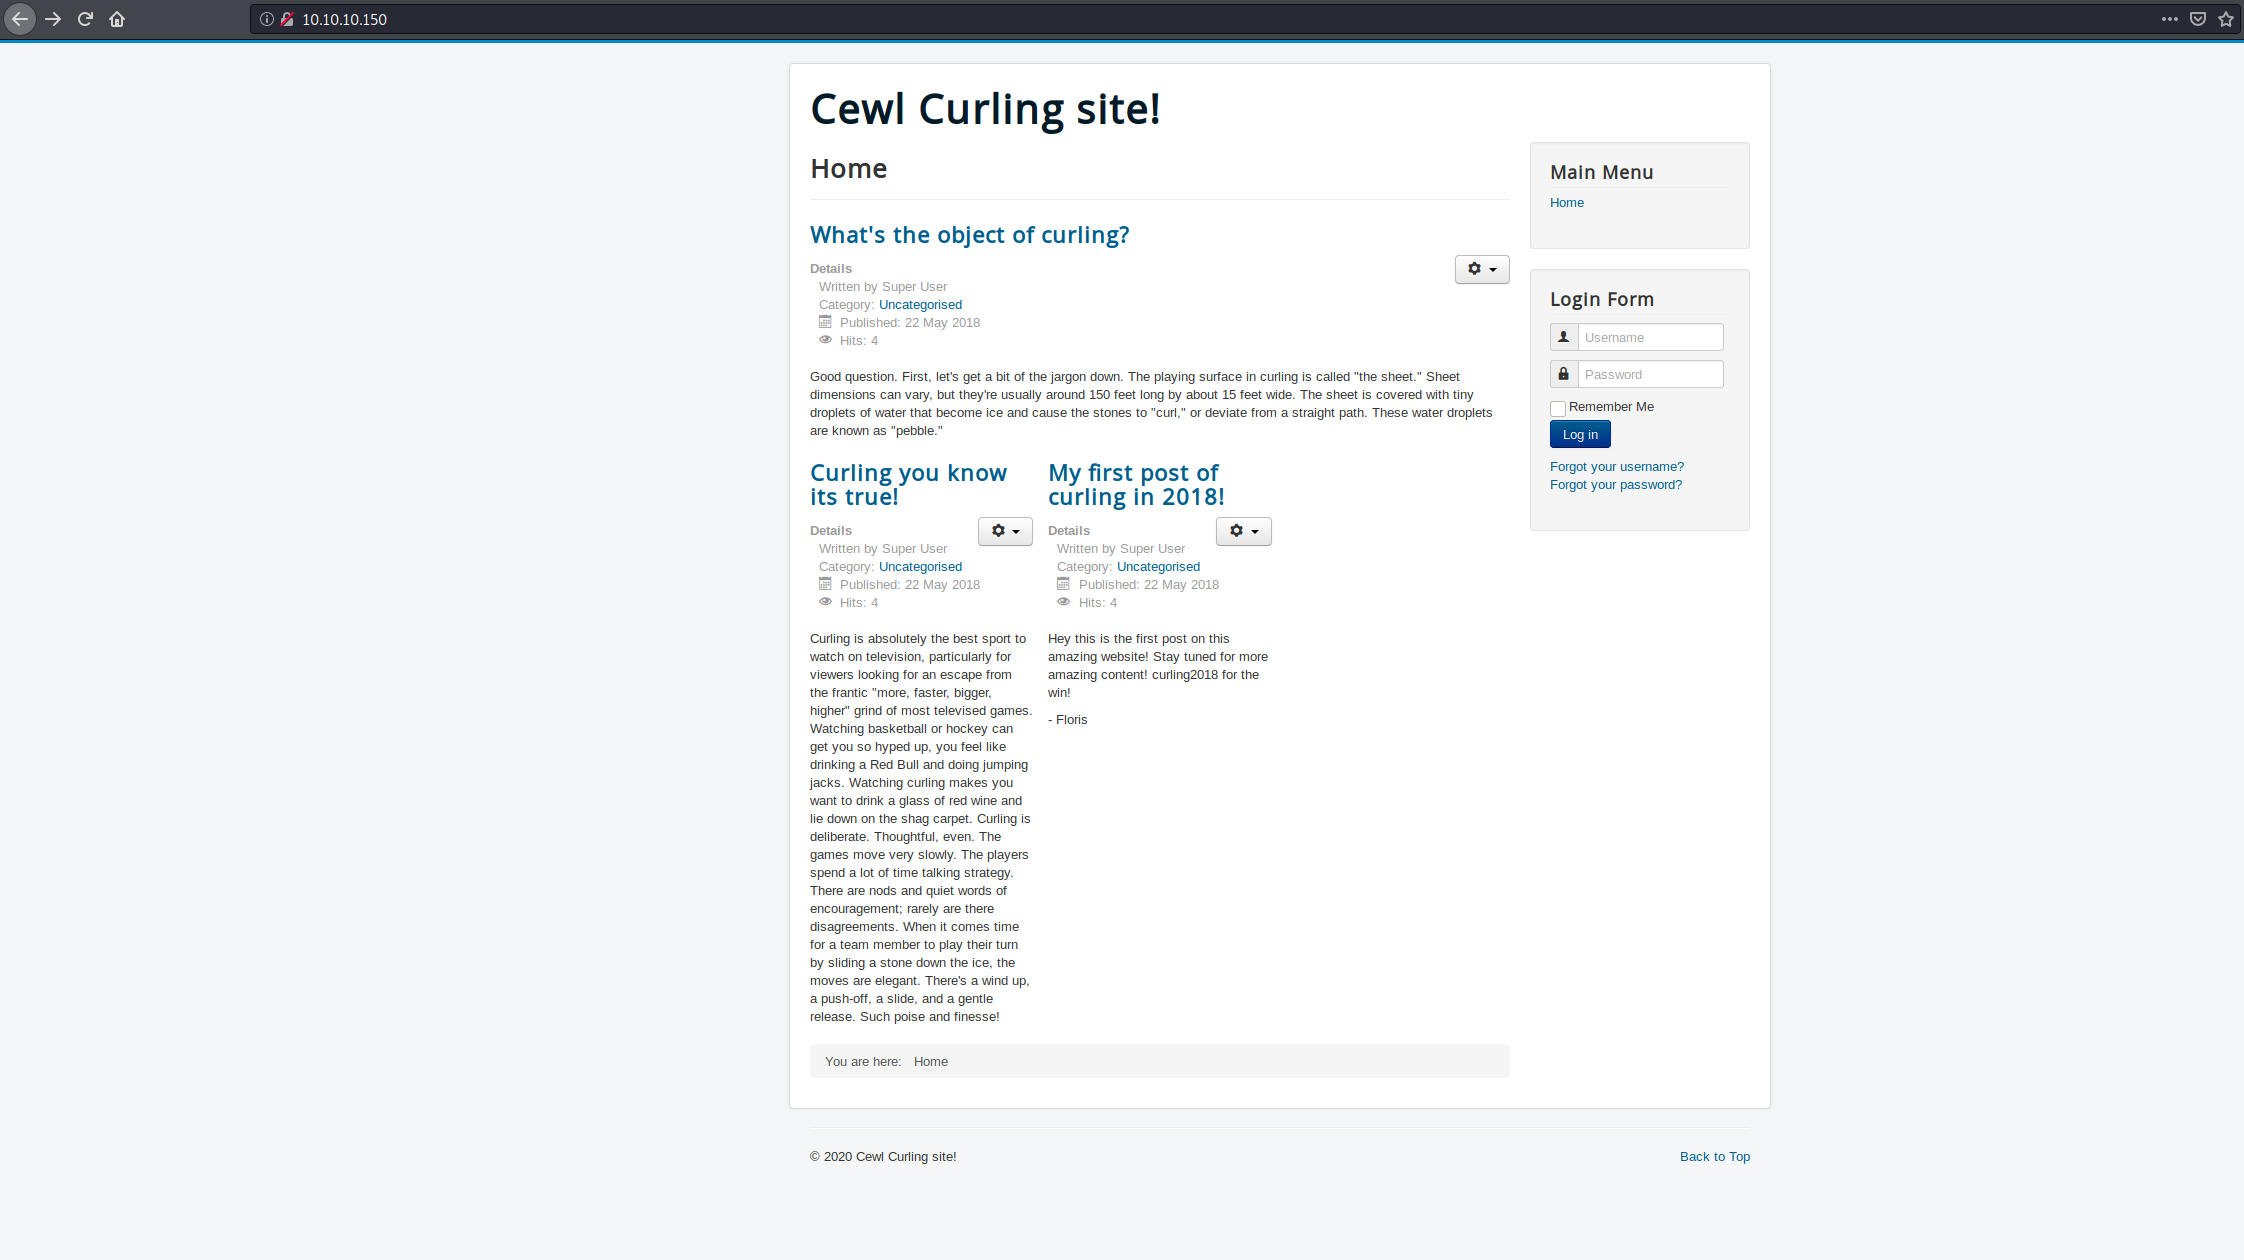 10.10.10.150
Cewl Curling site!
Home
What's the object of curling?
Details
Written by Super User
Category: Uncategorised
Published: 22 May 2018
Hits: 4
Good question. First, let's get a bit of the jargon down. The playing surface in curling is called "the sheet." Sheet
dimensions can vary, but they're usually around 150 feet long by about 15 feet wide. The sheet is covered with tiny
droplets of water that become ice and cause the stones to "curl," or deviate from a straight path. These water droplets
are known as "pebble."
Curling you know
its true!
Details
Written by Super User
Category: Uncategorised
Published: 22 May 2018
Hits: 4
Curling is absolutely the best sport to
watch on television, particularly for
viewers looking for an escape from
the frantic "more, faster, bigger,
higher" grind of most televised games.
Watching basketball or hockey can
get you so hyped up, you feel like
drinking a Red Bull and doing jumping
jacks. Watching curling makes you
want to drink a glass of red wine and
lie down on the shag carpet. Curling is
deliberate. Thoughtful, even. The
games move very slowly. The players
spend a lot of time talking strategy.
There are nods and quiet words of
encouragement; rarely are there
disagreements. When it comes time
for a team member to play their turn
by sliding a stone down the ice, the
moves are elegant. There's a wind up,
a push-off, a slide, and a gentle
release. Such poise and finesse!
My first post of
curling in 2018!
Details
Written by Super User
Category: Uncategorised
Published: 22 May 2018
Hits: 4
Hey this is the first post on this
amazing website! Stay tuned for more
amazing content! curling2018 for the
win!
- Floris
You are here: Home
Main Menu
Home
Login Form
Username
Password
Remember Me
Log in
Forgot your username?
Forgot your password?
© 2020 Cewl Curling site!
Back to Top